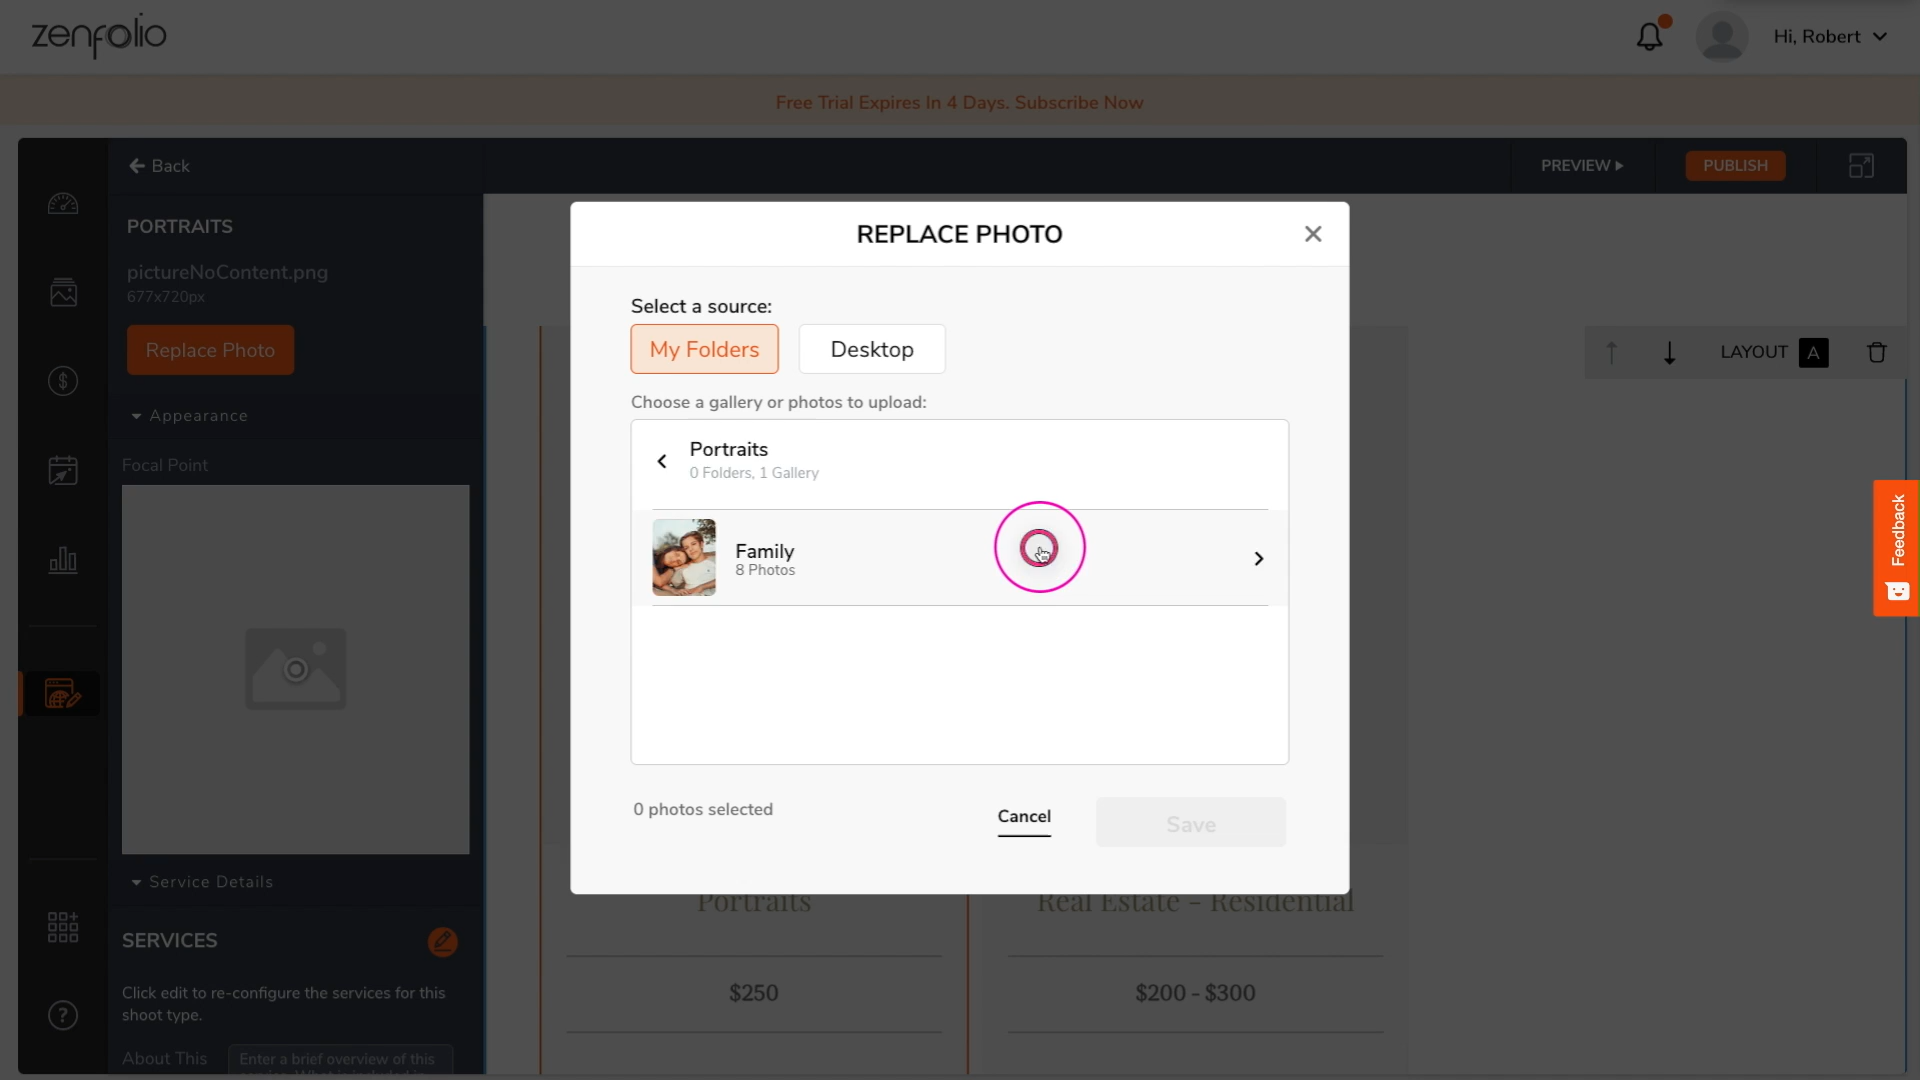 zenfolio
Hi, Robert
Free Trial Expires In 4 Days. Subscribe Now
Back
PREVIEW
PUBLISH
PORTRAITS
pictureNoContent.png
677x720px
Replace Photo
Appearance
Focal Point
Service Details
SERVICES
Click edit to re-configure the services for this
shoot type.
About This
Enter a brief overview of this
REPLACE PHOTO
Select a source:
My Folders
Desktop
Choose a gallery or photos to upload:
Portraits
0 Folders, 1 Gallery
Family
8 Photos
0 photos selected
Cancel
Save
LAYOUT A
Feedback
Portraits
Real Estate - Residential
$250
$200 - $300